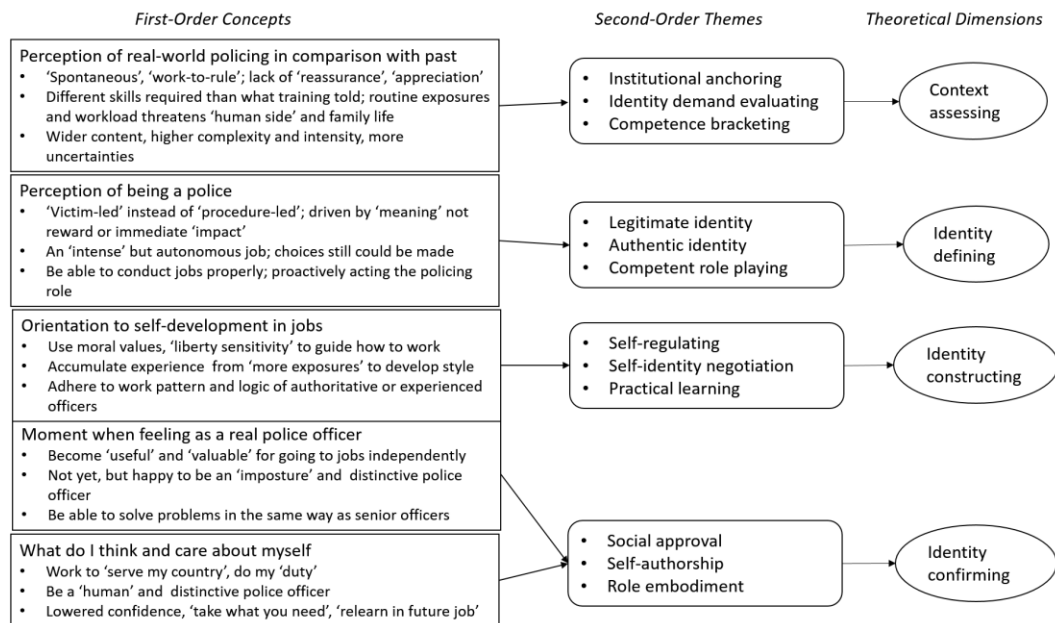 First-Order Concepts
Second-Order Themes
Theoretical Dimensions
Perception of real-world policing in comparison with past
• ‘Spontaneous’, ‘work-to-rule’; lack of ‘reassurance’, ‘appreciation’
• Different skills required than what training told; routine exposures
and workload threatens ‘human side’ and family life
• Wider content, higher complexity and intensity, more
uncertainties
• Institutional anchoring
• Identity demand evaluating
• Competence bracketing
Context
assessing
Perception of being a police
• ‘Victim-led’ instead of ‘procedure-led’; driven by ‘meaning’ not
reward or immediate ‘impact’
• An ‘intense’ but autonomous job; choices still could be made
• Be able to conduct jobs properly; proactively acting the policing
role
• Legitimate identity
• Authentic identity
• Competent role playing
Identity
defining
Orientation to self-development in jobs
• Use moral values, ‘liberty sensitivity’ to guide how to work
• Accumulate experience from ‘more exposures’ to develop style
• Adhere to work pattern and logic of authoritative or experienced
officers
• Self-regulating
• Self-identity negotiation
• Practical learning
Identity
constructing
Moment when feeling as a real police officer
• Become ‘useful’ and ‘valuable’ for going to jobs independently
• Not yet, but happy to be an ‘imposture’ and distinctive police
officer
• Be able to solve problems in the same way as senior officers
What do I think and care about myself
• Work to ‘serve my country’, do my ‘duty’
• Be a ‘human’ and distinctive police officer
• Lowered confidence, ‘take what you need’, ‘relearn in future job’
• Social approval
• Self-authorship
• Role embodiment
Identity
confirming